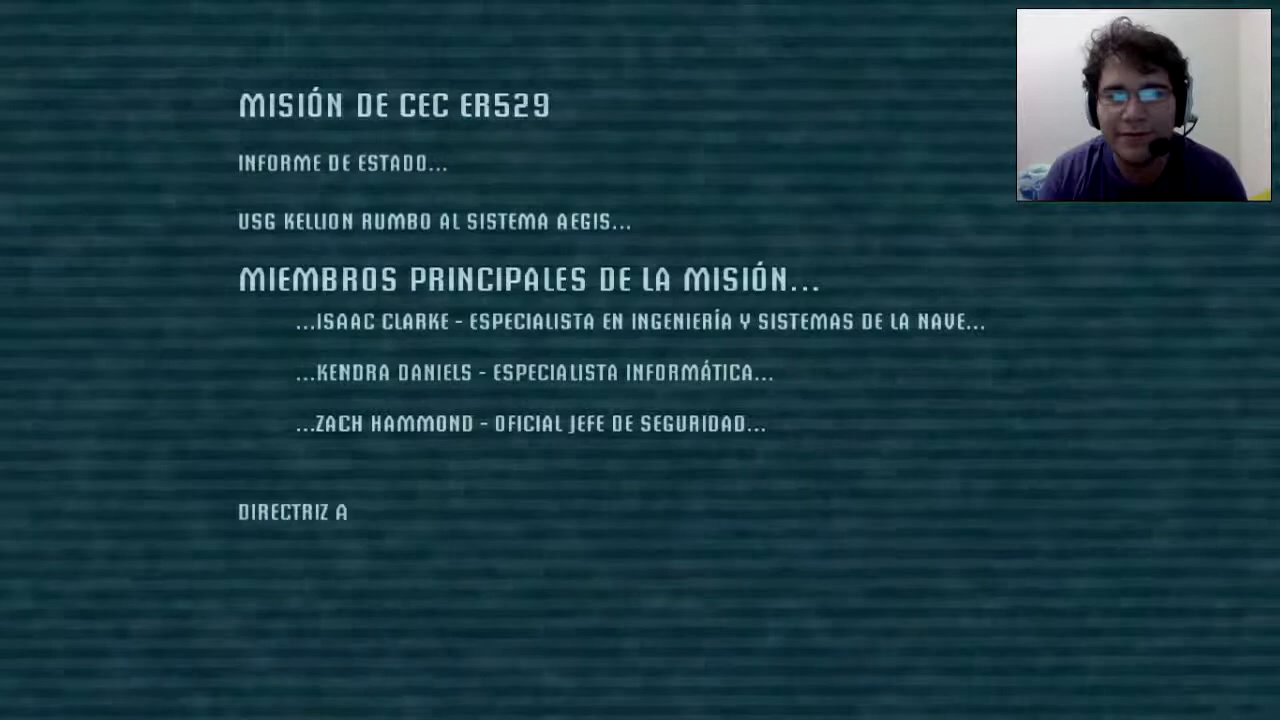 MISIÓN DE CEC ER529
INFORME DE ESTADO...
USG KELLION RUMBO AL SISTEMA AEGIS...
MIEMBROS PRINCIPALES DE LA MISIÓN...
...ISAAC CLARKE - ESPECIALISTA EN INGENIERÍA Y SISTEMAS DE LA NAVE...
...KENDRA DANIELS - ESPECIALISTA INFORMÁTICA...
...ZACH HAMMOND - OFICIAL JEFE DE SEGURIDAD...
DIRECTRIZ A